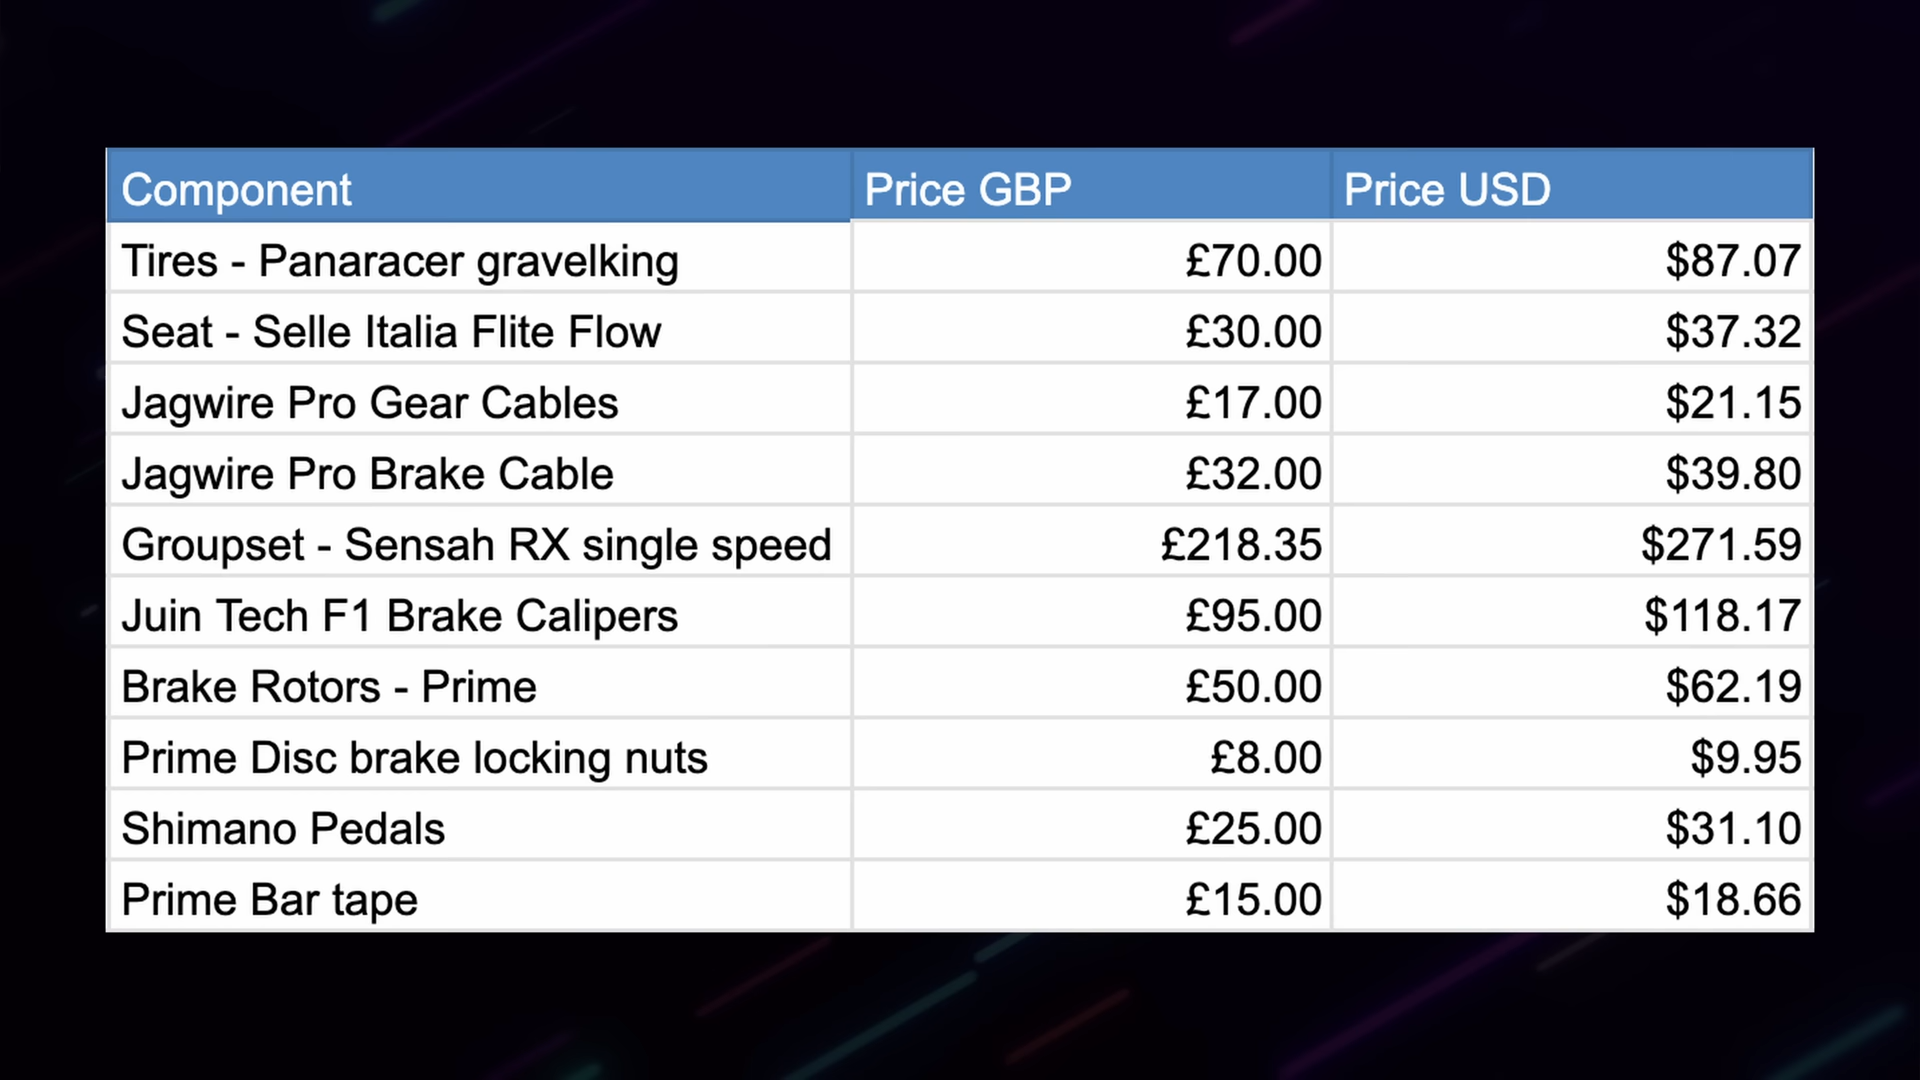 Component Price GBP Price USD
Tires - Panaracer gravelking £70.00 $87.07
Seat - Selle Italia Flite Flow £30.00 $37.32
Jagwire Pro Gear Cables £17.00 $21.15
Jagwire Pro Brake Cable £32.00 $39.80
Groupset - Sensah RX single speed £218.35 $271.59
Juin Tech F1 Brake Calipers £95.00 $118.17
Brake Rotors - Prime £50.00 $62.19
Prime Disc brake locking nuts £8.00 $9.95
Shimano Pedals £25.00 $31.10
Prime Bar tape £15.00 $18.66